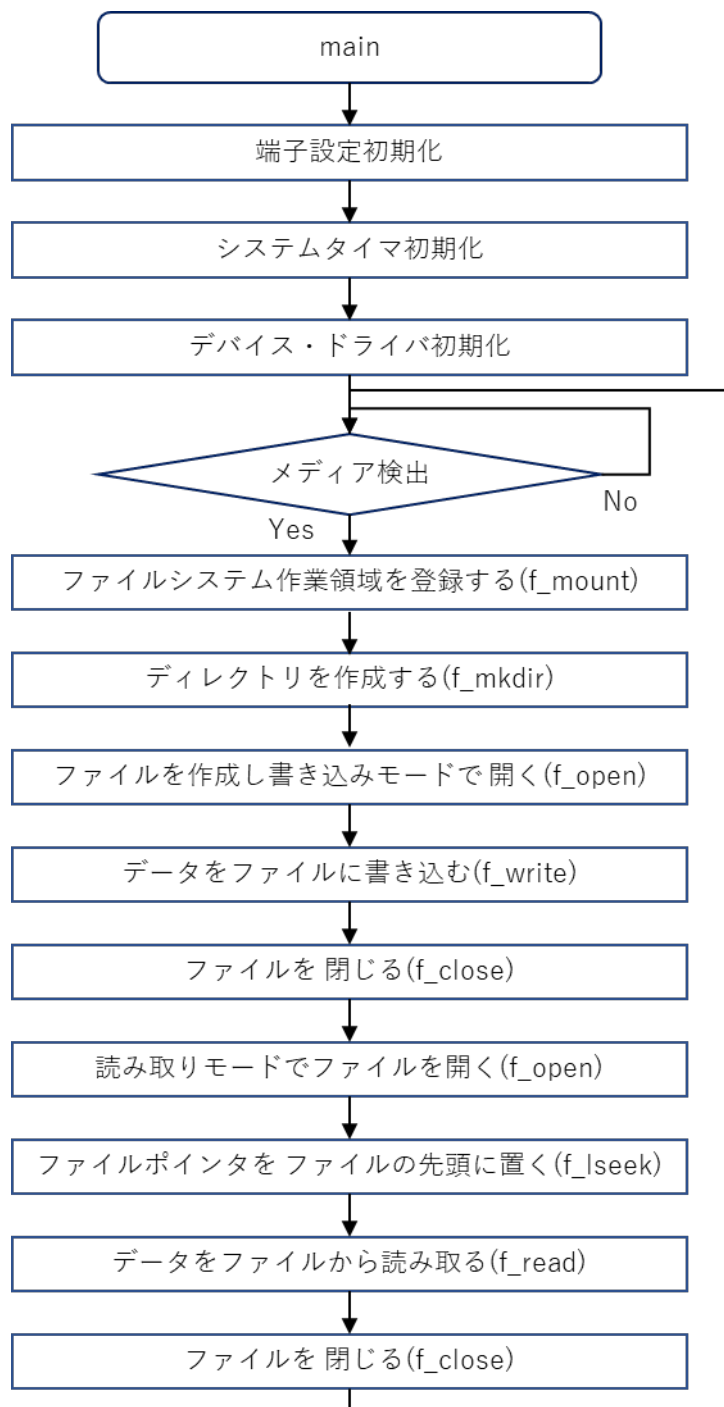 main
端子設定初期化
システムタイマ初期化
デバイス・ドライバ初期化
メディア検出
No
Yes
ファイルシステム作業領域を登録する(f_mount)
ディレクトリを作成する(f_mkdir)
ファイルを作成し書き込みモードで 開く(f_open)
データをファイルに書き込む(f_write)
ファイルを 閉じる(f_close)
読み取りモードでファイルを開く(f_open)
ファイルポインタを ファイルの先頭に置く(f_lseek)
データをファイルから読み取る(f_read)
ファイルを 閉じる(f_close)